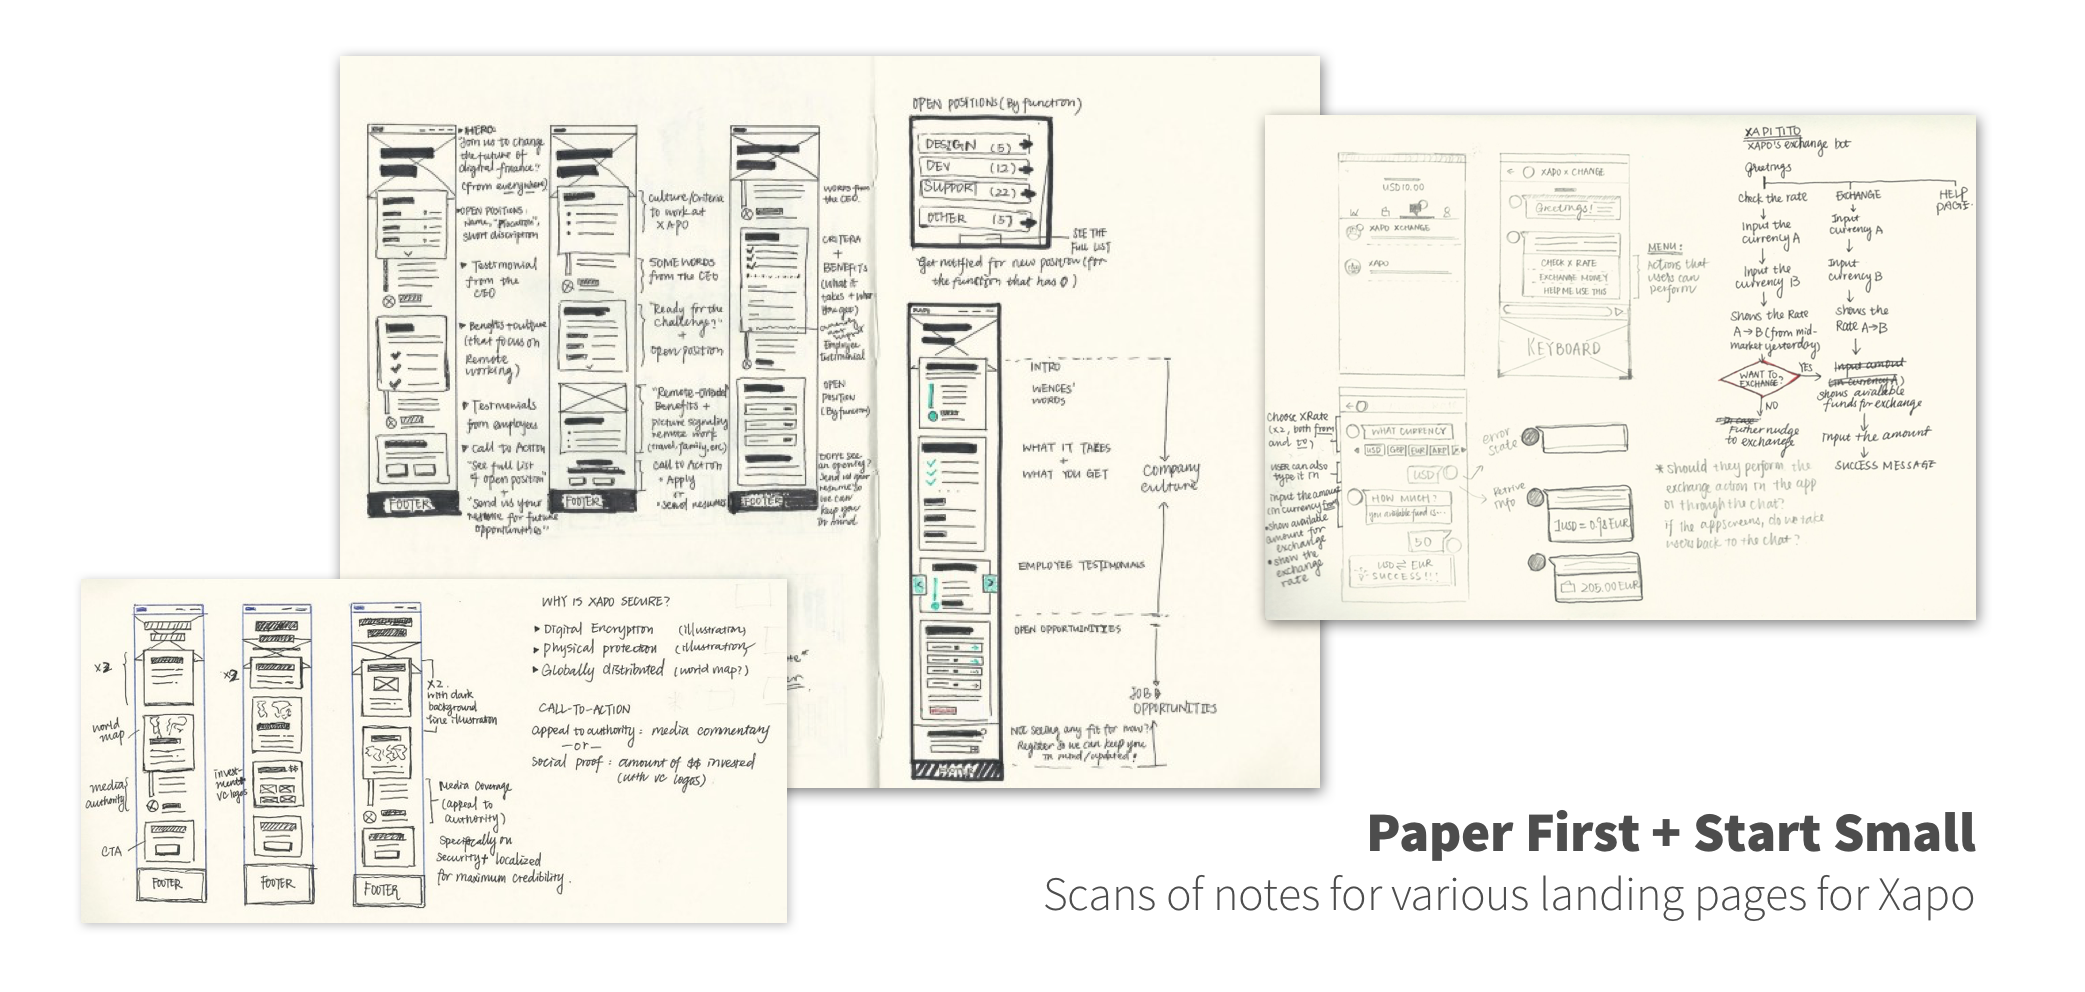 HERO:
"Join us to change
the future of
digital finance."
(from everywhere)
OPEN POSITIONS:
Name,
short discription
Testimonial
from the
CEO
Benefits + culture
(that focus on
Remote
working)
Testmonials
from employees
Call to Action
"See full list
of open position"
+
"Send us your
resume for future
opportunities"
FOOTER
culture/criteria
to work at
XAPO
SOME WORDS
from the CEO
"Ready for the
challenge?"
+
open position
"Remote-oriented
Benefits +
picture signaling
remote work
(travel, family, etc)
call to Action
• Apply
or
• send resumes
FOOTER
WORDS from
the CEO.
CRITERIA
+
BENEFITS
(what it
takes + what
you get)
Employee
Testimonial
OPEN
POSITION
(By function)
DON'T SEE
an opening?
Send us your
resume so
we can
keep you
in mind
FOOTER
OPEN POSITIONS (By function)
DESIGN (5)
DEV (12)
SUPPORT (22)
OTHER (5)
SEE THE
FULL LIST
Get notified for new position (for
the function that has 0)
INTRO
WENCES'
WORDS
WHAT IT TAKES
+
WHAT YOU GET
Company
culture
EMPLOYEE TESTIMONIALS
OPEN OPPORTUNITIES
JOB
OPPORTUNITIES
Not seeing any fit for now?
Register so we can keep you
in mind/updated!
FOOTER
XAPITITO
XAPO's exchange bot
Greetings
Check the rate
Input the
currency A
Input the
currency B
Shows the Rate
A→B (from mid-
market yesterday)
WANT TO
EXCHANGE?
YES
NO
Further nudge
to exchange
EXCHANGE
Input
currency A
Input
currency B
shows the
Rate A→B
Input amount
(in currency A)
shows available
funds for exchange
Input the amount
SUCCESS MESSAGE
HELP
PAGE.
USD 10.00
XAPO XCHANGE
XAPO
XAPO X CHANGE
Greetings!
CHECK X RATE
EXCHANGE MONEY
HELP ME USE THIS
KEYBOARD
MENU:
Actions that
users can
perform
Choose XRate
(x2, both from
and to)
user can also
type it in
input the amount
(in currency from)
•show available
amount for
exchange
•show the
exchange
rate
WHAT CURRENCY
USD GBP EUR
USD
HOW MUCH?
you available fund is...
50
USD ⇄ EUR
SUCCESS!!!
error
state
Retrive
info
1USD = 0.98 EUR
205.00 EUR
* should they perform the
exchange action in the app
or through the chat?
if the appscreens, do we take
users back to the chat?
x2
world
map
media
authority
CTA
FOOTER
x2
invest-
ment
VC logos
$$
FOOTER
x2
with dark
background
line illustration
Media Coverage
(appeal to
authority)
Specifically on
security + localized
for maximum credibility.
FOOTER
WHY IS XAPO SECURE?
Digital Encryption (illustration)
Physical protection (illustration)
Globally distributed (world map?)
CALL-TO-ACTION
appeal to authority: media commentary
—or—
Social proof: amount of $$ invested
(with vc logos)
Paper First + Start Small
Scans of notes for various landing pages for Xapo